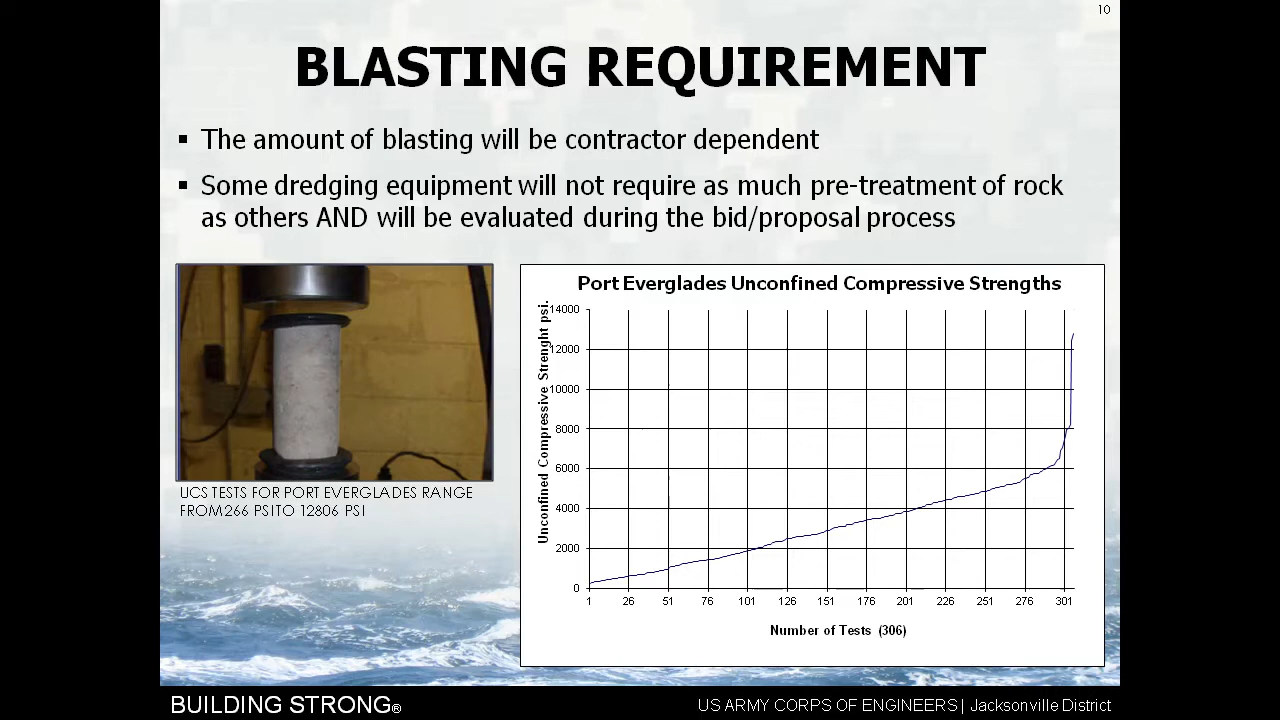 10
BLASTING REQUIREMENT
▪ The amount of blasting will be contractor dependent
▪ Some dredging equipment will not require as much pre-treatment of rock
as others AND will be evaluated during the bid/proposal process
UCS TESTS FOR PORT EVERGLADES RANGE
FROM 266 PSI TO 12806 PSI
Port Everglades Unconfined Compressive Strengths
Unconfined Compressive Strenght psi.
14000
12000
10000
8000
6000
4000
2000
0
1 26 51 76 101 126 151 176 201 226 251 276 301
Number of Tests (306)
BUILDING STRONG®
US ARMY CORPS OF ENGINEERS | Jacksonville District